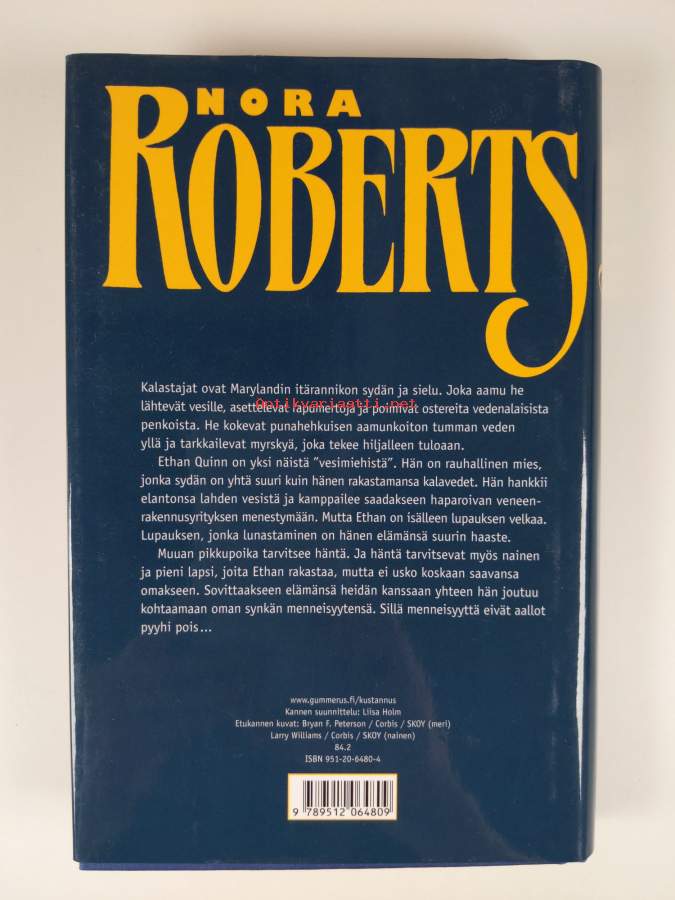 NORA
ROBERTS
Kalastajat ovat Marylandin itärannikon sydän ja sielu. Joka aamu he
lähtevät vesille, asettelevat rapumertoja ja poimivat ostereita vedenalaisista
Antikvariaatti.net
penkoista. He kokevat punahehkuisen aamunkoiton tumman veden
yllä ja tarkkailevat myrskyä, joka tekee hiljalleen tuloaan.
Ethan Quinn on yksi näistä "vesimiehistä". Hän on rauhallinen mies,
jonka sydän on yhtä suuri kuin hänen rakastamansa kalavedet. Hän hankkii
elantonsa lahden vesistä ja kamppailee saadakseen haparoivan veneen-
rakennusyrityksen menestymään. Mutta Ethan on isälleen lupauksen velkaa.
Lupauksen, jonka lunastaminen on hänen elämänsä suurin haaste.
Muuan pikkupoika tarvitsee häntä. Ja häntä tarvitsevat myös nainen
ja pieni lapsi, joita Ethan rakastaa, mutta ei usko koskaan saavansa
omakseen. Sovittaakseen elämänsä heidän kanssaan yhteen hän joutuu
kohtaamaan oman synkän menneisyytensä. Sillä menneisyyttä eivät aallot
pyyhi pois...
www.gummerus.fi/kustannus
Kannen suunnittelu: Liisa Holm
Etukannen kuvat: Bryan F. Peterson / Corbis / SKOY (meri)
Larry Williams / Corbis / SKOY (nainen)
84.2
ISBN 951-20-6480-4
9 789512 064809